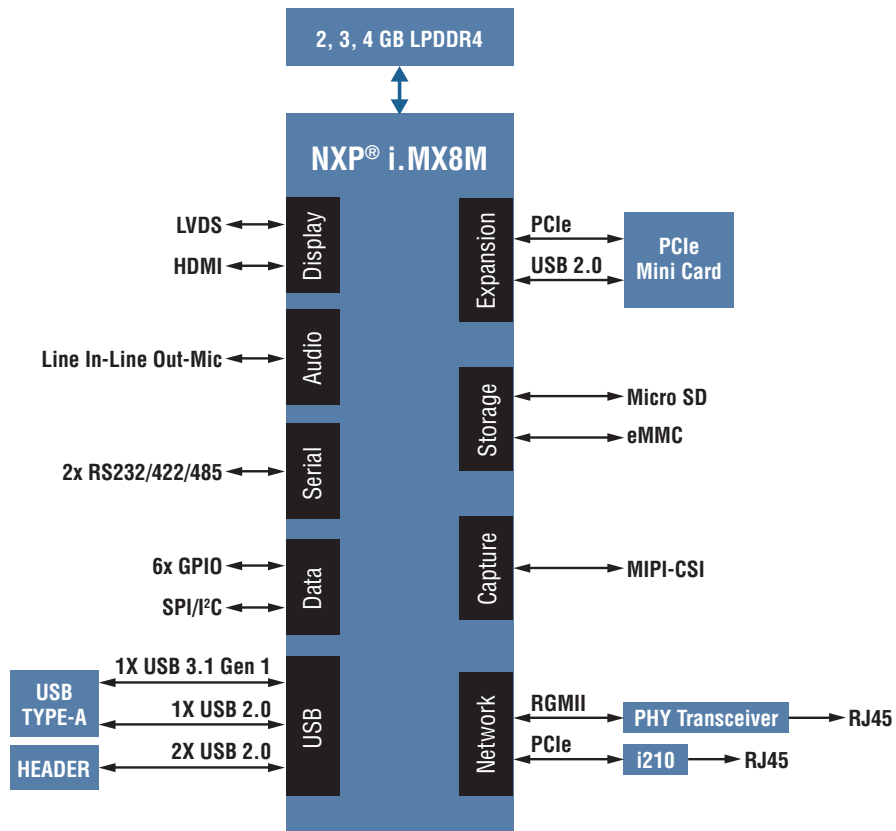 2, 3, 4 GB LPDDR4
NXP® i.MX8M
Display
LVDS
HDMI
Audio
Line In-Line Out-Mic
Serial
2x RS232/422/485
Data
6x GPIO
SPI/I²C
USB
1X USB 3.1 Gen 1
1X USB 2.0
2X USB 2.0
USB
TYPE-A
HEADER
Expansion
PCIe
USB 2.0
PCIe
Mini Card
Storage
Micro SD
eMMC
Capture
MIPI-CSI
Network
RGMII
PHY Transceiver
RJ45
PCIe
i210
RJ45